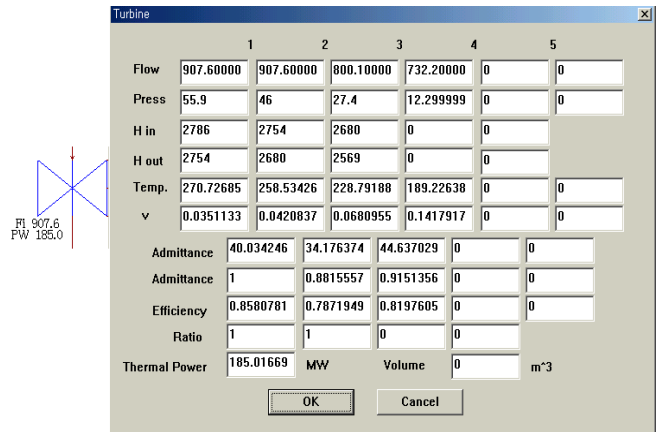 Turbine
1 2 3 4 5
Flow 907.60000 907.60000 800.10000 732.20000 0 0
Press 55.9 46 27.4 12.299999 0 0
H in 2786 2754 2680 0 0
H out 2754 2680 2569 0 0
Temp. 270.72685 258.53426 228.79188 189.22638 0 0
v 0.0351133 0.0420837 0.0680955 0.1417917 0 0
Fl 907.6
PW 185.0
Admittance 40.034246 34.176374 44.637029 0 0
Admittance 1 0.8815557 0.9151356 0 0
Efficiency 0.8580781 0.7871949 0.8197605 0 0
Ratio 1 1 0 0
Thermal Power 185.01669 MW Volume 0 m^3
OK Cancel